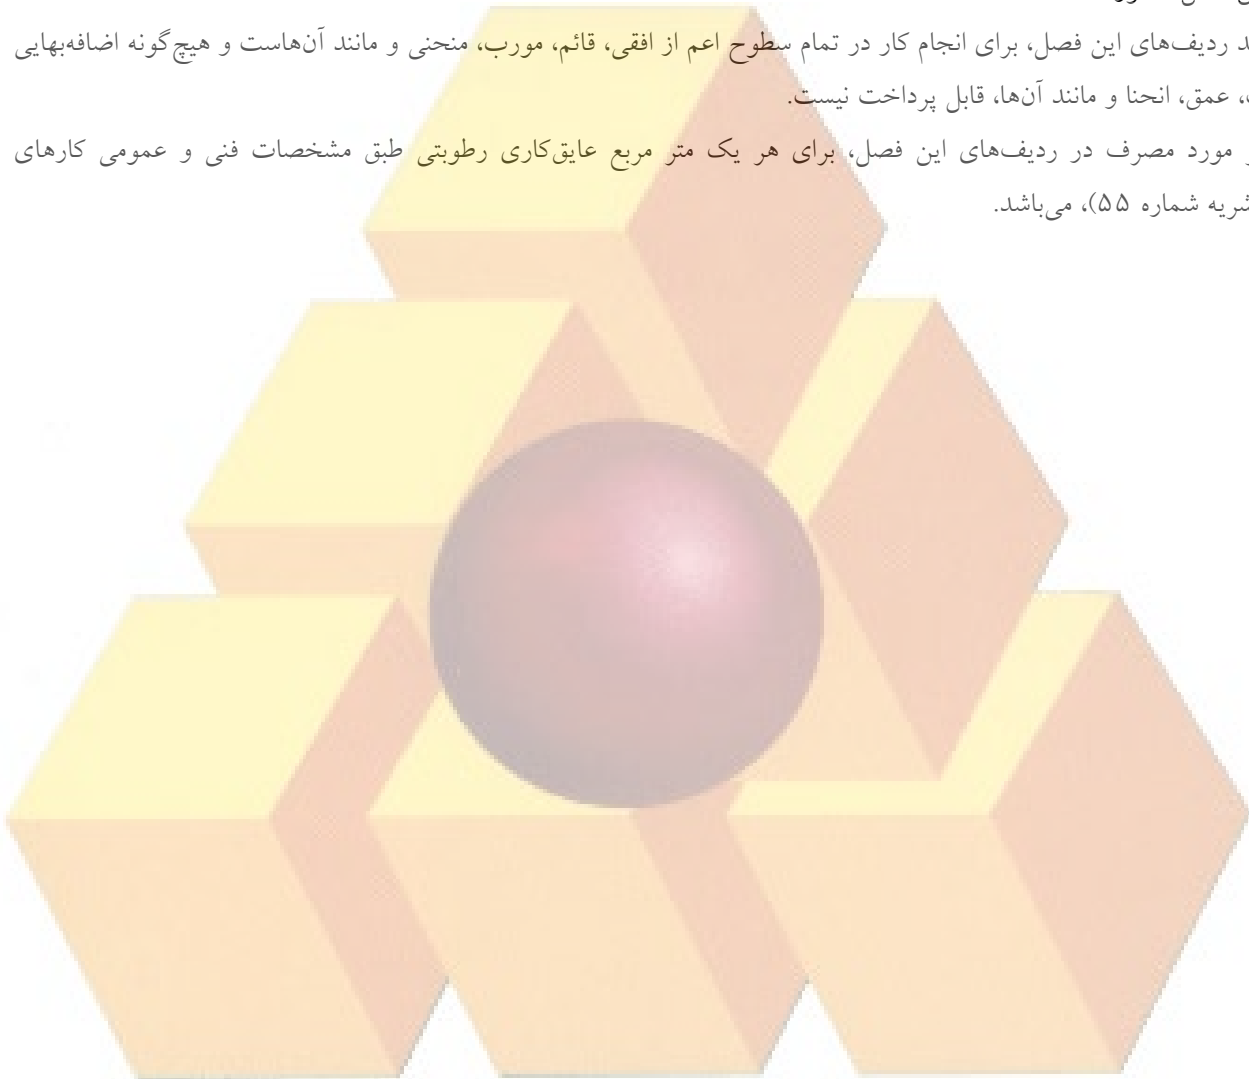 ردیف‌های این فصل، برای انجام کار در تمام سطوح اعم از افقی، قائم، مورب، منحنی و مانند آن‌هاست و هیچ‌گونه اضافه‌بهایی
عمق، انحنا و مانند آن‌ها، قابل پرداخت نیست.
مورد مصرف در ردیف‌های این فصل، برای هر یک متر مربع عایق‌کاری رطوبتی طبق مشخصات فنی و عمومی کارهای
شماره ۵۵)، می‌باشد.